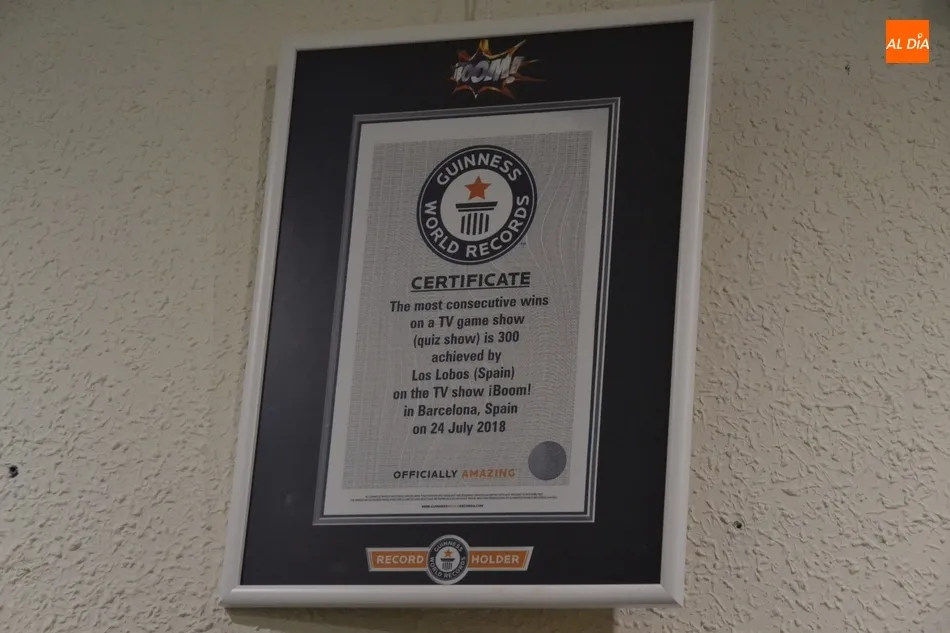 AL DÍA
¡BOOM!
GUINNESS
WORLD RECORDS
CERTIFICATE
The most consecutive wins
on a TV game show
(quiz show) is 300
achieved by
Los Lobos (Spain)
on the TV show ¡Boom!
in Barcelona, Spain
on 24 July 2018
OFFICIALLY AMAZING
RECORD
GUINNESS
WORLD RECORDS
HOLDER